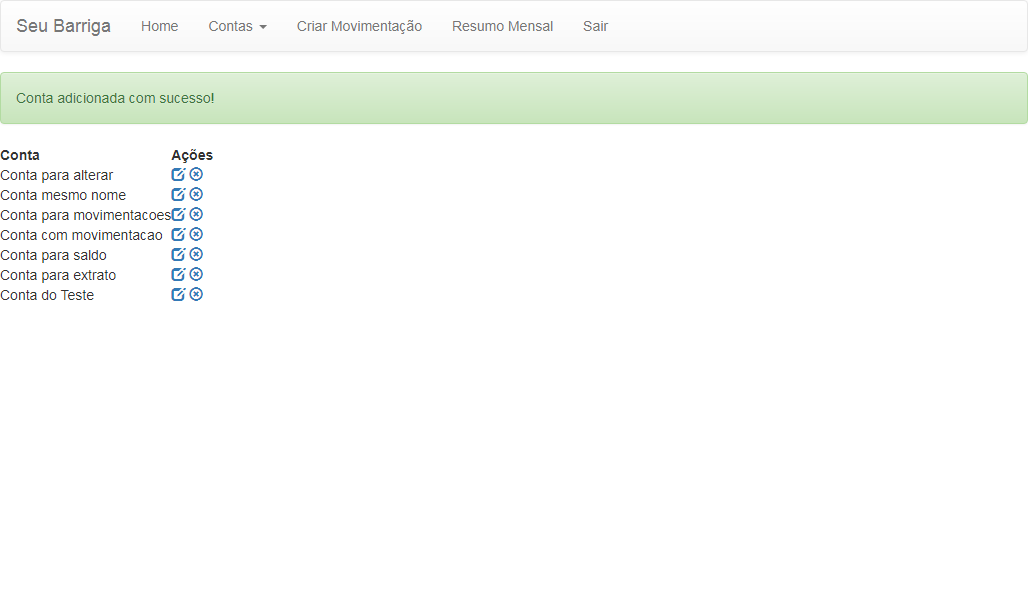 Seu Barriga Home Contas Criar Movimentação Resumo Mensal Sair
Conta adicionada com sucesso!
Conta Ações
Conta para alterar
Conta mesmo nome
Conta para movimentacoes
Conta com movimentacao
Conta para saldo
Conta para extrato
Conta do Teste